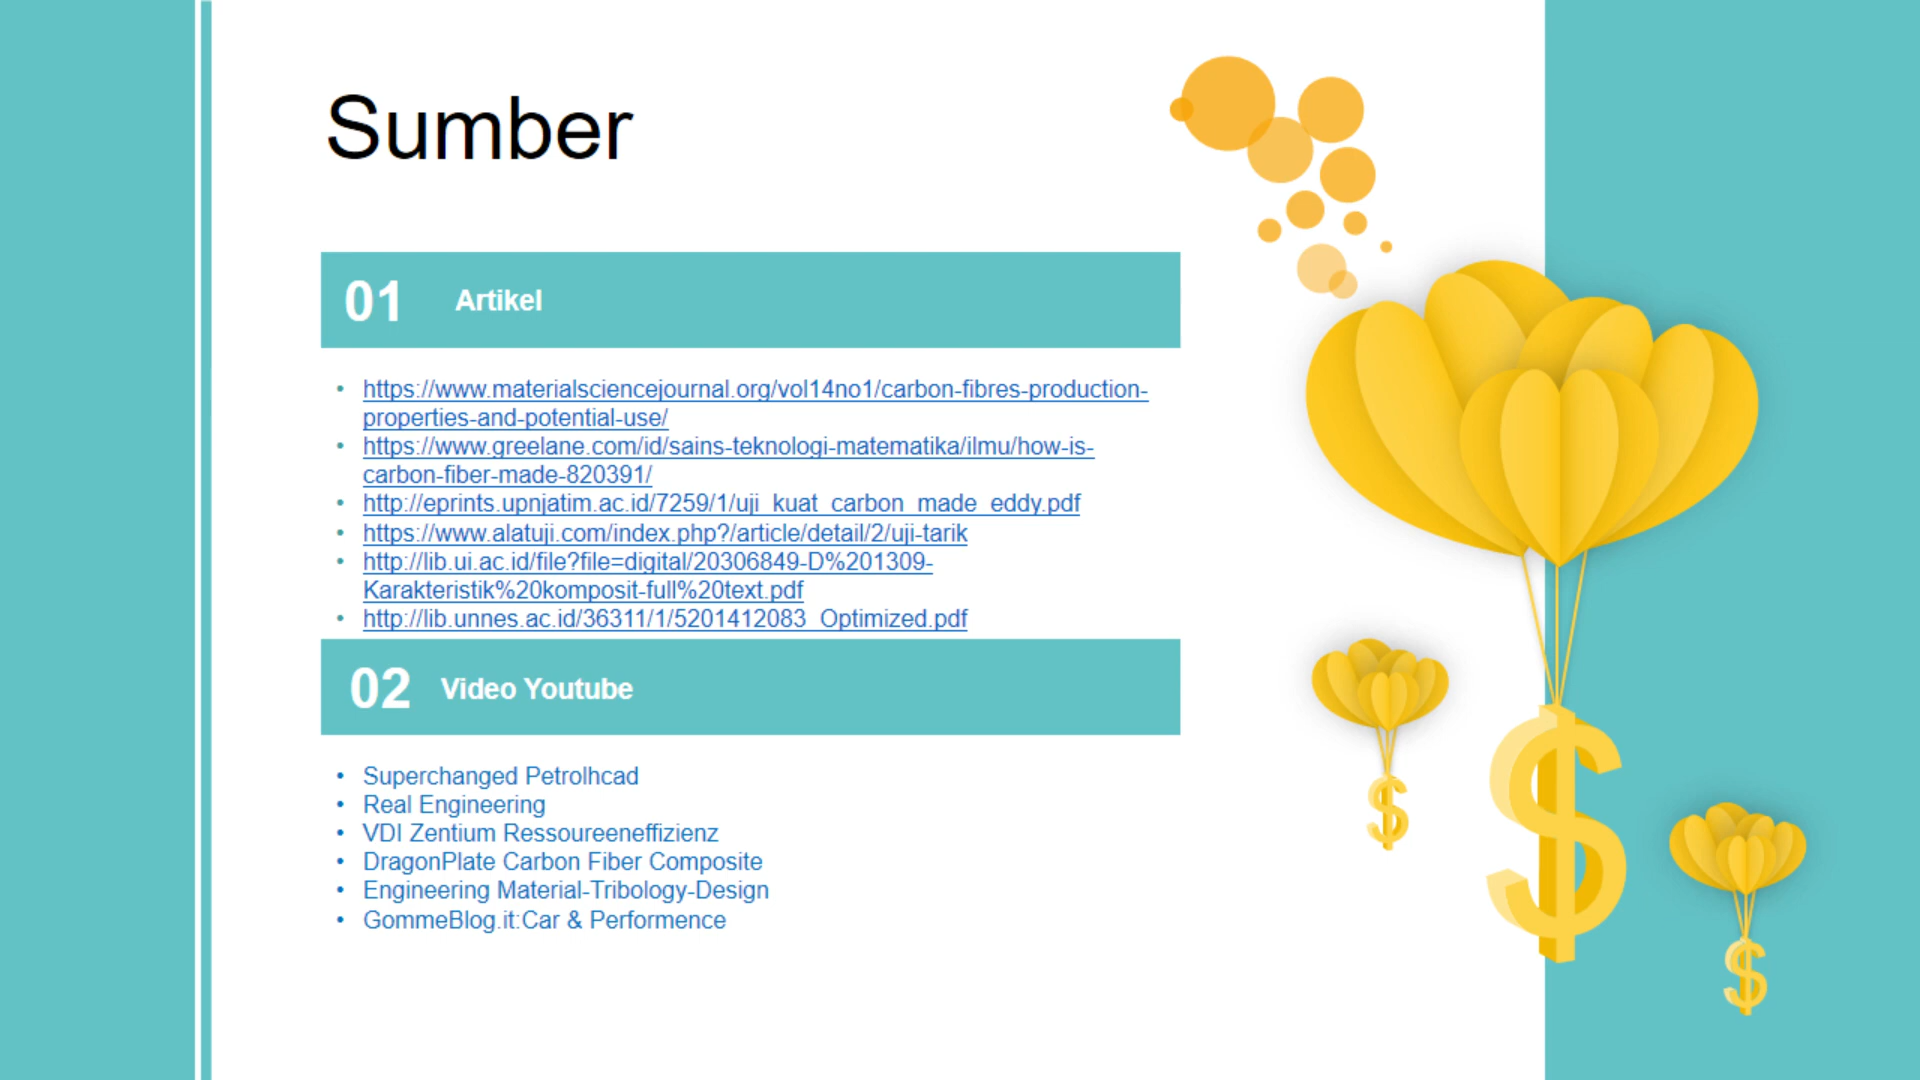 Sumber
01 Artikel
• https://www.materialsciencejournal.org/vol14no1/carbon-fibres-production-
properties-and-potential-use/
• https://www.greelane.com/id/sains-teknologi-matematika/ilmu/how-is-
carbon-fiber-made-820391/
• http://eprints.upnjatim.ac.id/7259/1/uji_kuat_carbon_made_eddy.pdf
• https://www.alatuji.com/index.php?/article/detail/2/uji-tarik
• http://lib.ui.ac.id/file?file=digital/20306849-D%201309-
Karakteristik%20komposit-full%20text.pdf
• http://lib.unnes.ac.id/36311/1/5201412083_Optimized.pdf
02 Video Youtube
• Superchanged Petrolhcad
• Real Engineering
• VDI Zentium Ressoureeneffizienz
• DragonPlate Carbon Fiber Composite
• Engineering Material-Tribology-Design
• GommeBlog.it:Car & Performence